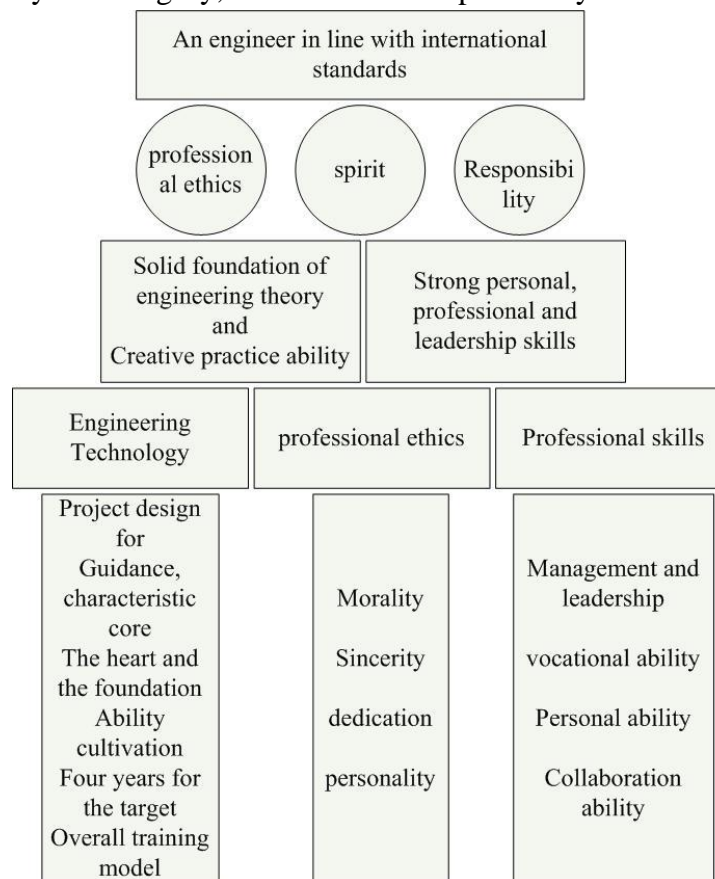 An engineer in line with international
standards
profession
al ethics
spirit
Responsibi
lity
Solid foundation of
engineering theory
and
Creative practice ability
Strong personal,
professional and
leadership skills
Engineering
Technology
professional ethics
Professional skills
Project design
for
Guidance,
characteristic
core
The heart and
the foundation
Ability
cultivation
Four years for
the target
Overall training
model
Morality
Sincerity
dedication
personality
Management and
leadership
vocational ability
Personal ability
Collaboration
ability